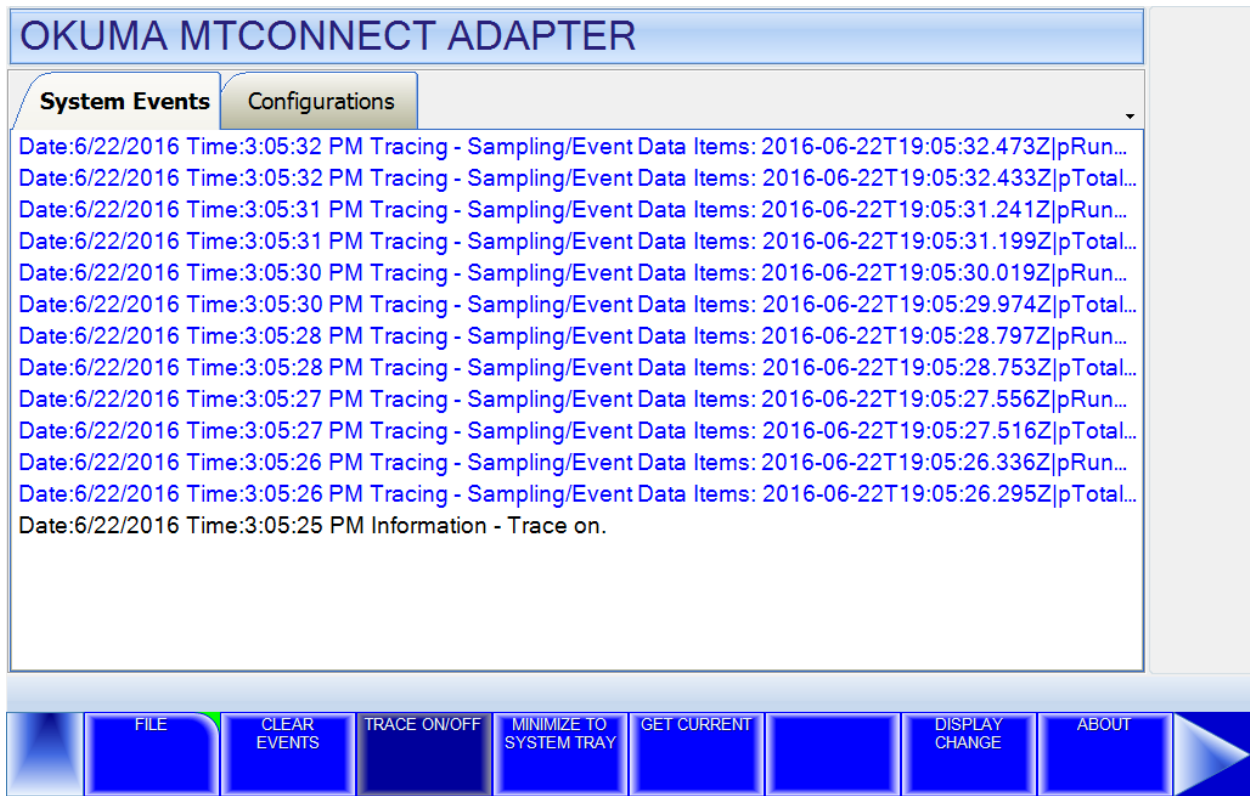 OKUMA MTCONNECT ADAPTER
System Events Configurations
Date:6/22/2016 Time:3:05:32 PM Tracing - Sampling/Event Data Items: 2016-06-22T19:05:32.473Z|pRun...
Date:6/22/2016 Time:3:05:32 PM Tracing - Sampling/Event Data Items: 2016-06-22T19:05:32.433Z|pTotal...
Date:6/22/2016 Time:3:05:31 PM Tracing - Sampling/Event Data Items: 2016-06-22T19:05:31.241Z|pRun...
Date:6/22/2016 Time:3:05:31 PM Tracing - Sampling/Event Data Items: 2016-06-22T19:05:31.199Z|pTotal...
Date:6/22/2016 Time:3:05:30 PM Tracing - Sampling/Event Data Items: 2016-06-22T19:05:30.019Z|pRun...
Date:6/22/2016 Time:3:05:30 PM Tracing - Sampling/Event Data Items: 2016-06-22T19:05:29.974Z|pTotal...
Date:6/22/2016 Time:3:05:28 PM Tracing - Sampling/Event Data Items: 2016-06-22T19:05:28.797Z|pRun...
Date:6/22/2016 Time:3:05:28 PM Tracing - Sampling/Event Data Items: 2016-06-22T19:05:28.753Z|pTotal...
Date:6/22/2016 Time:3:05:27 PM Tracing - Sampling/Event Data Items: 2016-06-22T19:05:27.556Z|pRun...
Date:6/22/2016 Time:3:05:27 PM Tracing - Sampling/Event Data Items: 2016-06-22T19:05:27.516Z|pTotal...
Date:6/22/2016 Time:3:05:26 PM Tracing - Sampling/Event Data Items: 2016-06-22T19:05:26.336Z|pRun...
Date:6/22/2016 Time:3:05:26 PM Tracing - Sampling/Event Data Items: 2016-06-22T19:05:26.295Z|pTotal...
Date:6/22/2016 Time:3:05:25 PM Information - Trace on.
FILE
CLEAR
EVENTS
TRACE ON/OFF
MINIMIZE TO
SYSTEM TRAY
GET CURRENT
DISPLAY
CHANGE
ABOUT